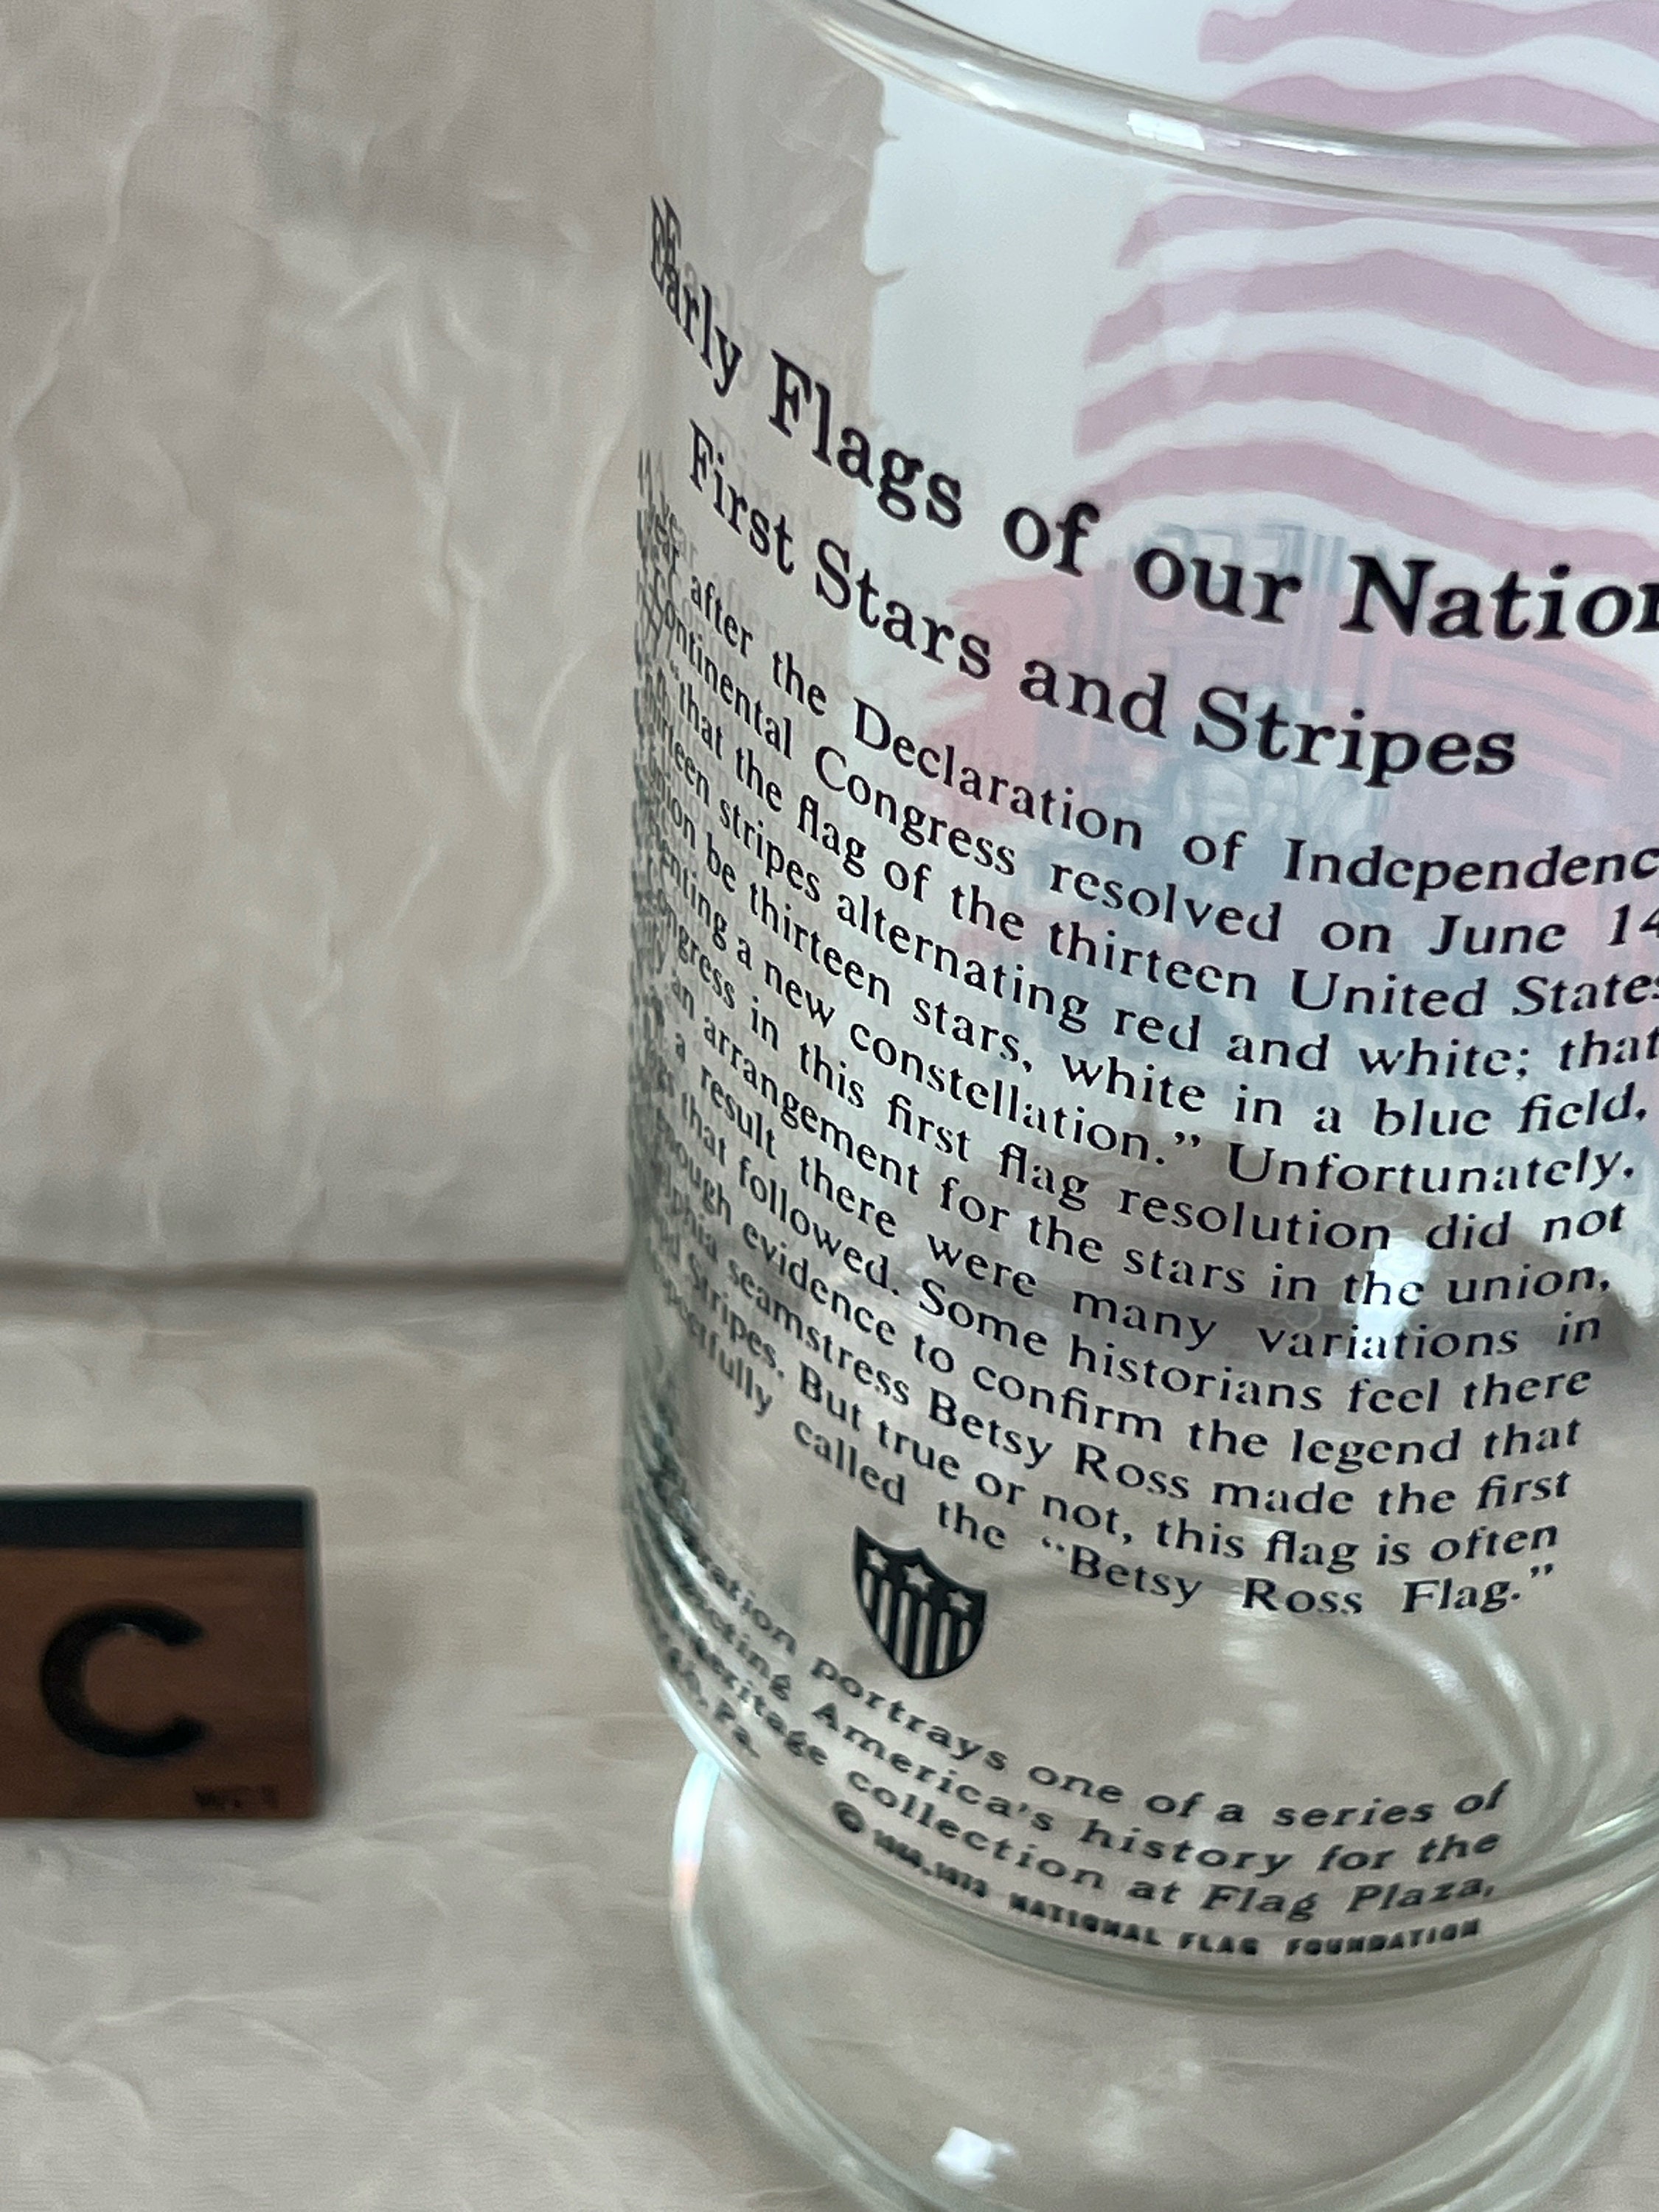 Early Flags of our Nation
First Stars and Stripes
year after the Declaration of Independenc
Continental Congress resolved on June 14
"that the flag of the thirteen United States
stripes alternating red and white; that
be thirteen stars, white in a blue field,
a new constellation." Unfortunately,
in this first flag resolution did not
an arrangement for the stars in the union,
a result there were many variations in
that followed. Some historians feel there
evidence to confirm the legend that
seamstress Betsy Ross made the first
Stripes. But true or not, this flag is often
called the "Betsy Ross Flag."
portrays one of a series of
America's history for the
Heritage collection at Flag Plaza,
Pa.
© NATIONAL FLAG FOUNDATION
C